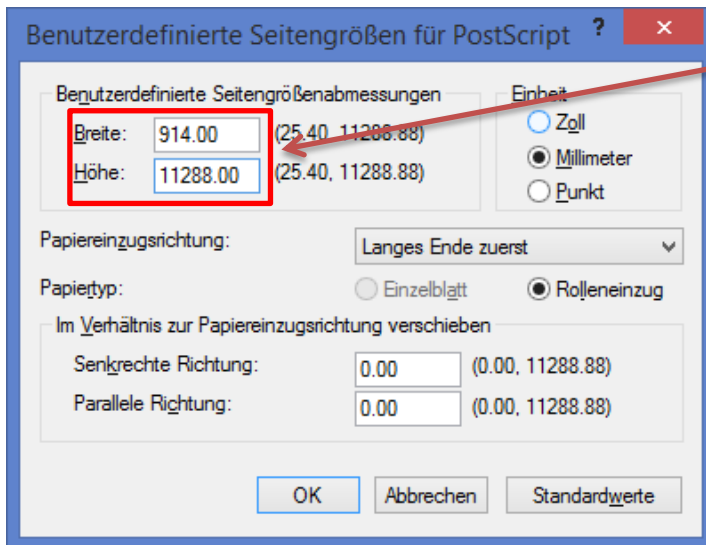 Benutzerdefinierte Seitengrößen für PostScript ?
Benutzerdefinierte Seitengrößenabmessungen
Breite: 914.00 (25.40, 11288.88)
Höhe: 11288.00 (25.40, 11288.88)
Einheit
Zoll
Millimeter
Punkt
Papiereinzugsrichtung: Langes Ende zuerst
Papiertyp: Einzelblatt Rolleneinzug
Im Verhältnis zur Papiereinzugsrichtung verschieben
Senkrechte Richtung: 0.00 (0.00, 11288.88)
Parallele Richtung: 0.00 (0.00, 11288.88)
OK Abbrechen Standardwerte